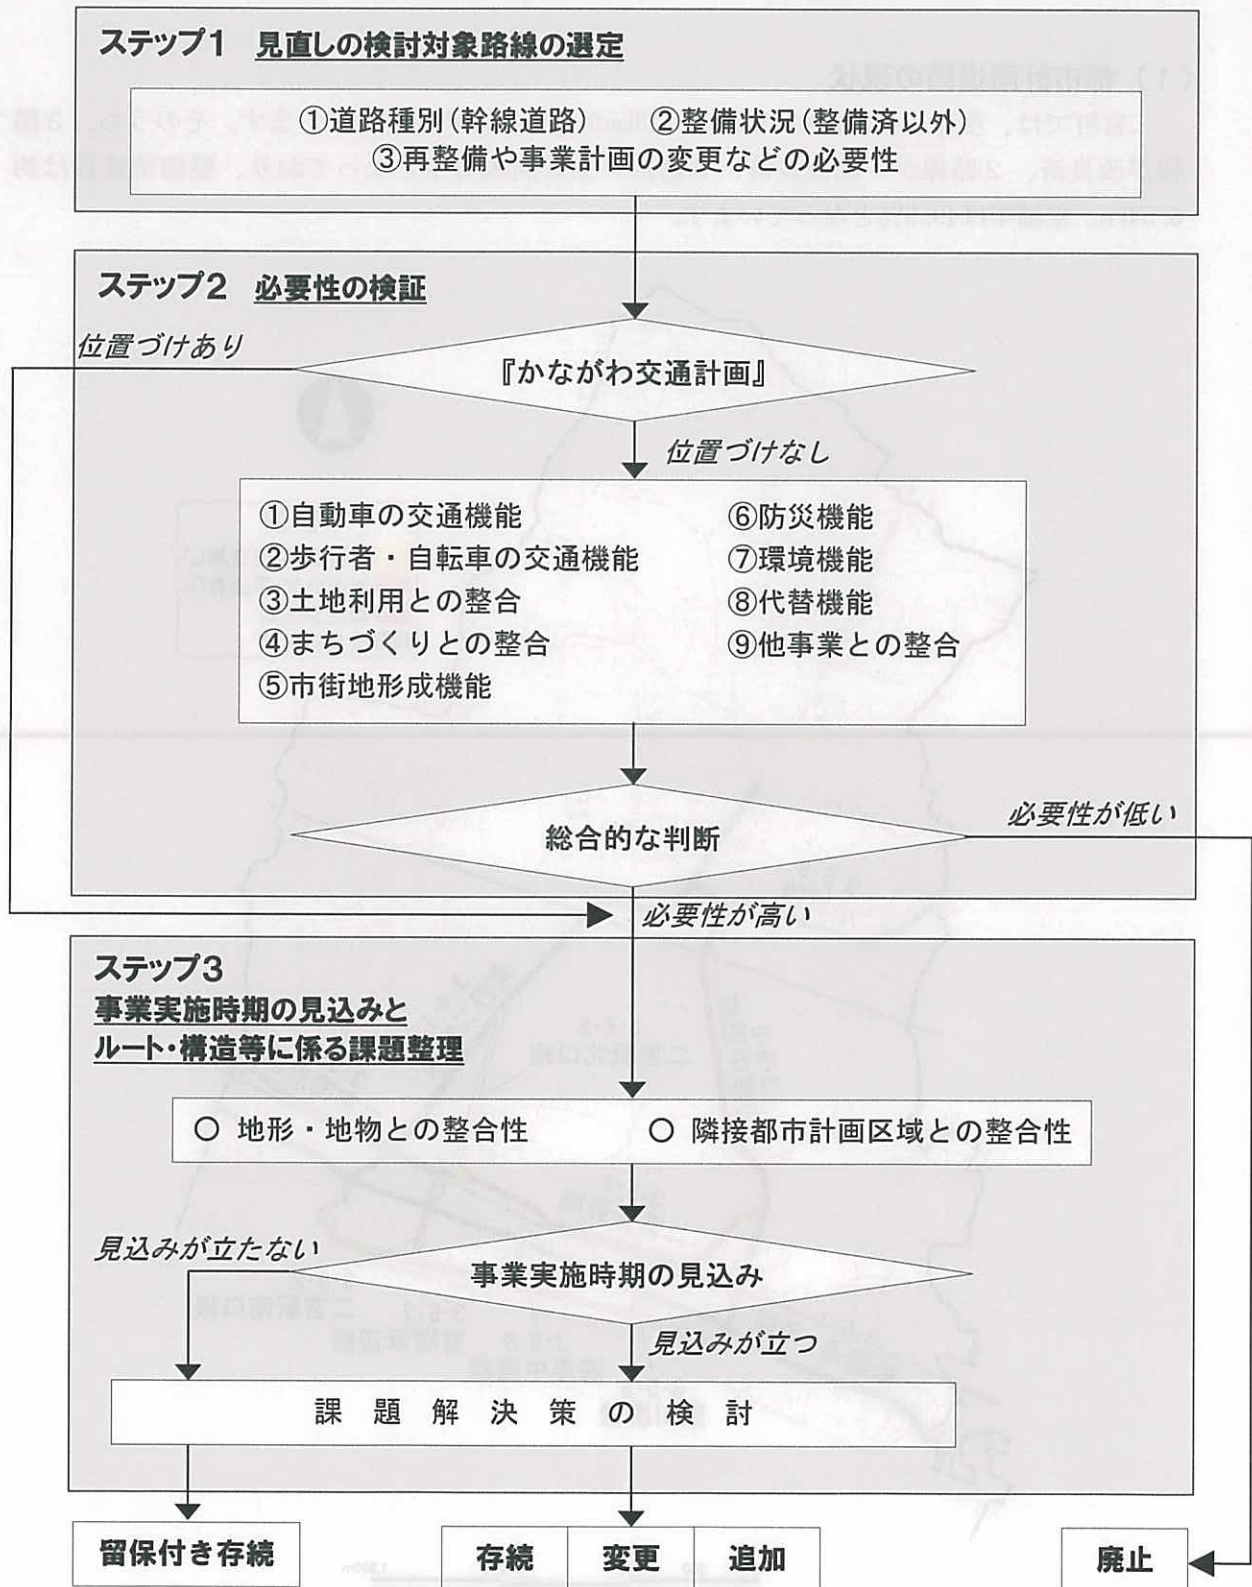 ステップ1 見直しの検討対象路線の選定
①道路種別(幹線道路) ②整備状況(整備済以外)
③再整備や事業計画の変更などの必要性
ステップ2 必要性の検証
位置づけあり
『かながわ交通計画』
位置づけなし
①自動車の交通機能
②歩行者・自転車の交通機能
③土地利用との整合
④まちづくりとの整合
⑤市街地形成機能
⑥防災機能
⑦環境機能
⑧代替機能
⑨他事業との整合
総合的な判断
必要性が低い
必要性が高い
ステップ3
事業実施時期の見込みと
ルート・構造等に係る課題整理
○ 地形・地物との整合性 ○ 隣接都市計画区域との整合性
見込みが立たない
事業実施時期の見込み
見込みが立つ
課題解決策の検討
留保付き存続
存続 変更 追加
廃止